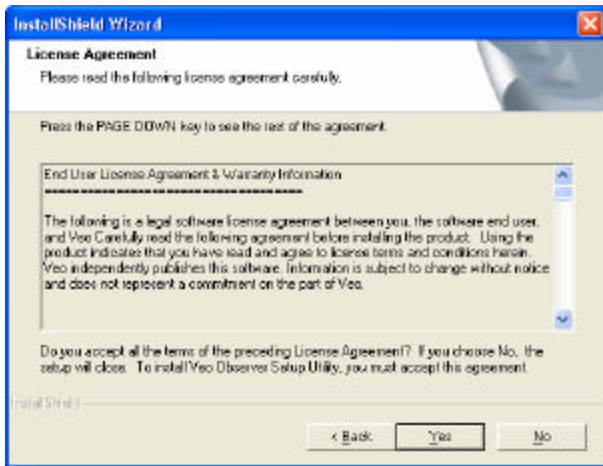 InstallShield Wizard
License Agreement
Please read the following license agreement carefully.
Press the PAGE DOWN key to see the rest of the agreement.
End User License Agreement & Warranty Information
====================================
The following is a legal software license agreement between you, the software end user,
and Veo Carefully read the following agreement before installing the product. Using the
product indicates that you have read and agree to license terms and conditions herein.
Veo independently publishes this software. Information is subject to change without notice
and does not represent a commitment on the part of Veo.
Do you accept all the terms of the preceding License Agreement? If you choose No, the
setup will close. To install Veo Observer Setup Utility, you must accept this agreement.
InstallShield
< Back
Yes
No